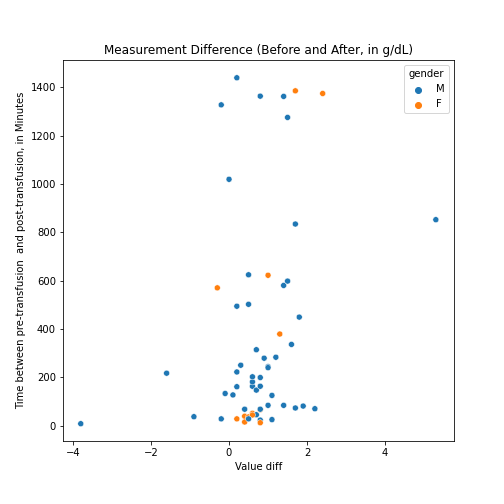 Measurement Difference (Before and After, in g/dL)
gender
M
F
1400
1200
1000
800
600
400
200
0
Time between pre-transfusion  and post-transfusion, in Minutes
−4
−2
0
2
4
Value diff